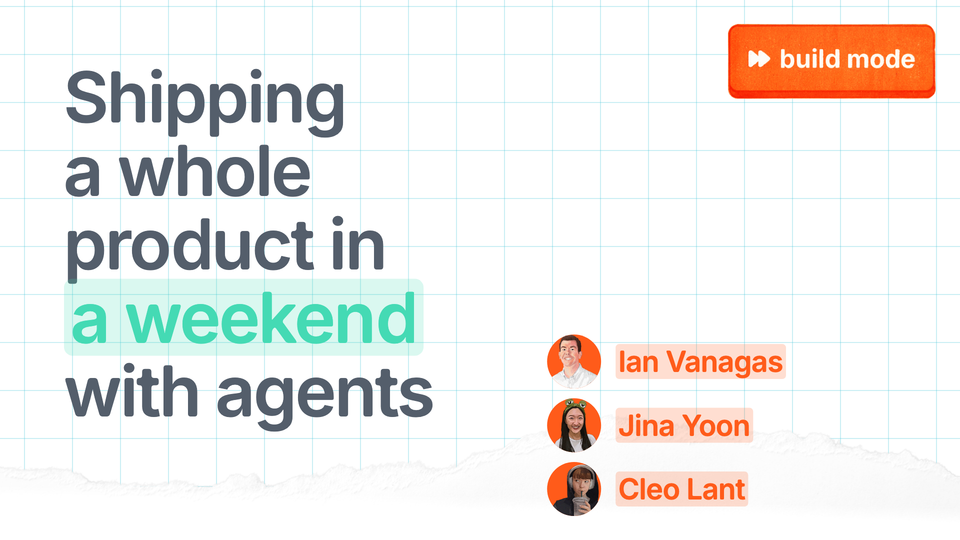 build mode
Shipping
a whole
product in
a weekend
with agents
Ian Vanagas
Jina Yoon
Cleo Lant